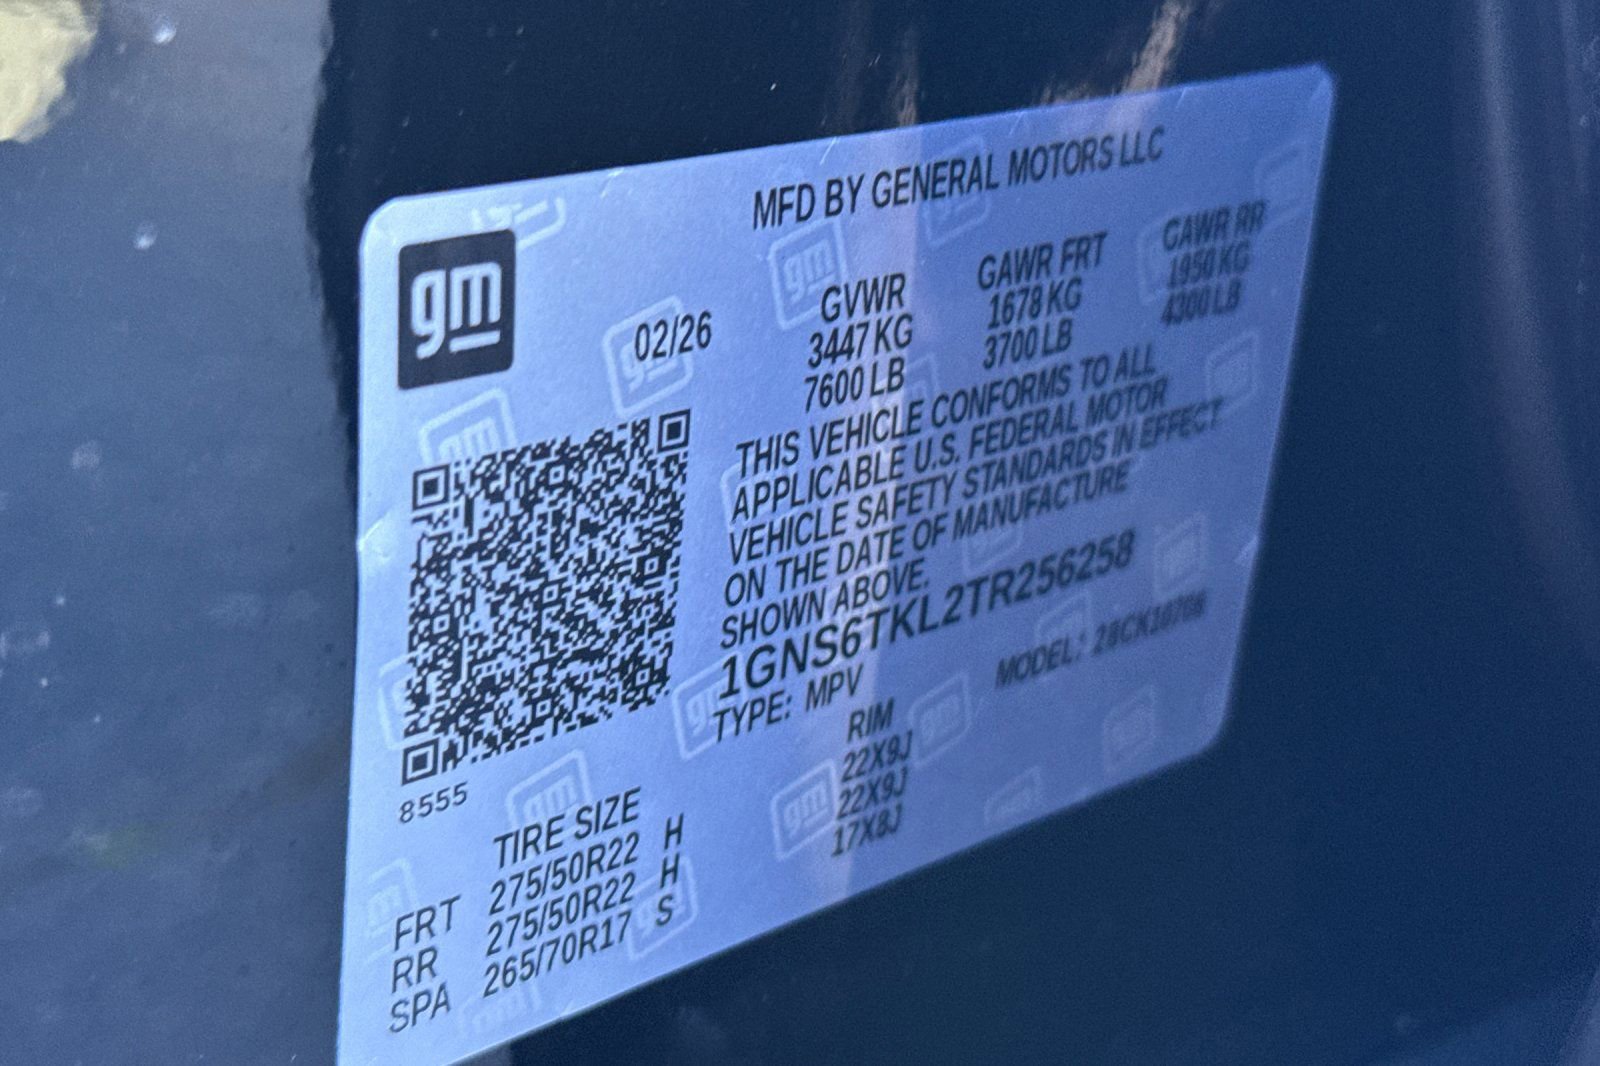 MFD BY GENERAL MOTORS LLC
gm
02/26
GVWR
3447 KG
7600 LB
GAWR FRT
1678 KG
3700 LB
GAWR RR
1950 KG
4300 LB
THIS VEHICLE CONFORMS TO ALL
APPLICABLE U.S. FEDERAL MOTOR
VEHICLE SAFETY STANDARDS IN EFFECT
ON THE DATE OF MANUFACTURE
SHOWN ABOVE.
1GNS6TKL2TR256258
TYPE: MPV
MODEL:
8555
TIRE SIZE
RIM
FRT 275/50R22 H 22X9J
RR 275/50R22 H 22X9J
SPA 265/70R17 S 17X8J